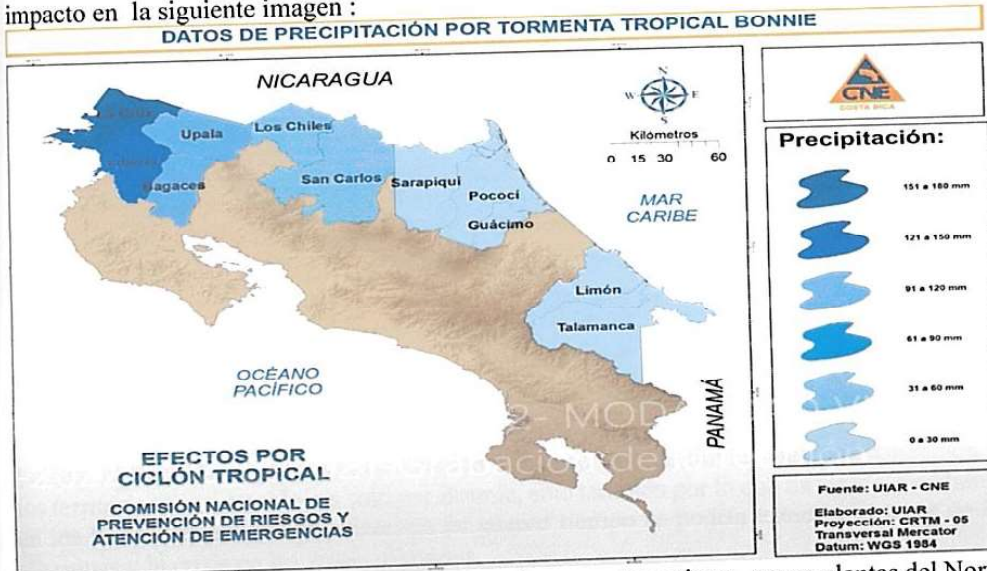 impacto en la siguiente imagen :
DATOS DE PRECIPITACIÓN POR TORMENTA TROPICAL BONNIE
NICARAGUA
N
W E
S
Kilómetros
0 15 30 60
Upala
Los Chiles
Bagaces
San Carlos
Sarapiquí
Pococí
Guácimo
MAR
CARIBE
Limón
Talamanca
OCÉANO
PACÍFICO
PANAMÁ
EFECTOS POR
CICLÓN TROPICAL
COMISIÓN NACIONAL DE
PREVENCIÓN DE RIESGOS Y
ATENCIÓN DE EMERGENCIAS
CNE
COSTA RICA
Precipitación:
151 a 180 mm
121 a 150 mm
91 a 120 mm
61 a 90 mm
31 a 60 mm
0 a 30 mm
Fuente: UIAR - CNE
Elaborado: UIAR
Proyección: CRTM - 05
Transversal Mercator
Datum: WGS 1984
del Nor